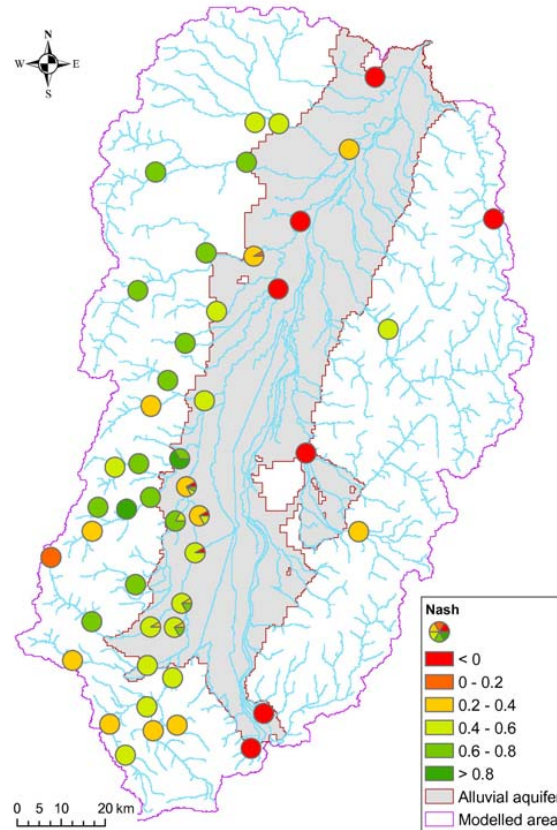 N
W E
S
Nash
< 0
0 - 0.2
0.2 - 0.4
0.4 - 0.6
0.6 - 0.8
> 0.8
Alluvial aquifer
Modelled area
0 5 10 20 km